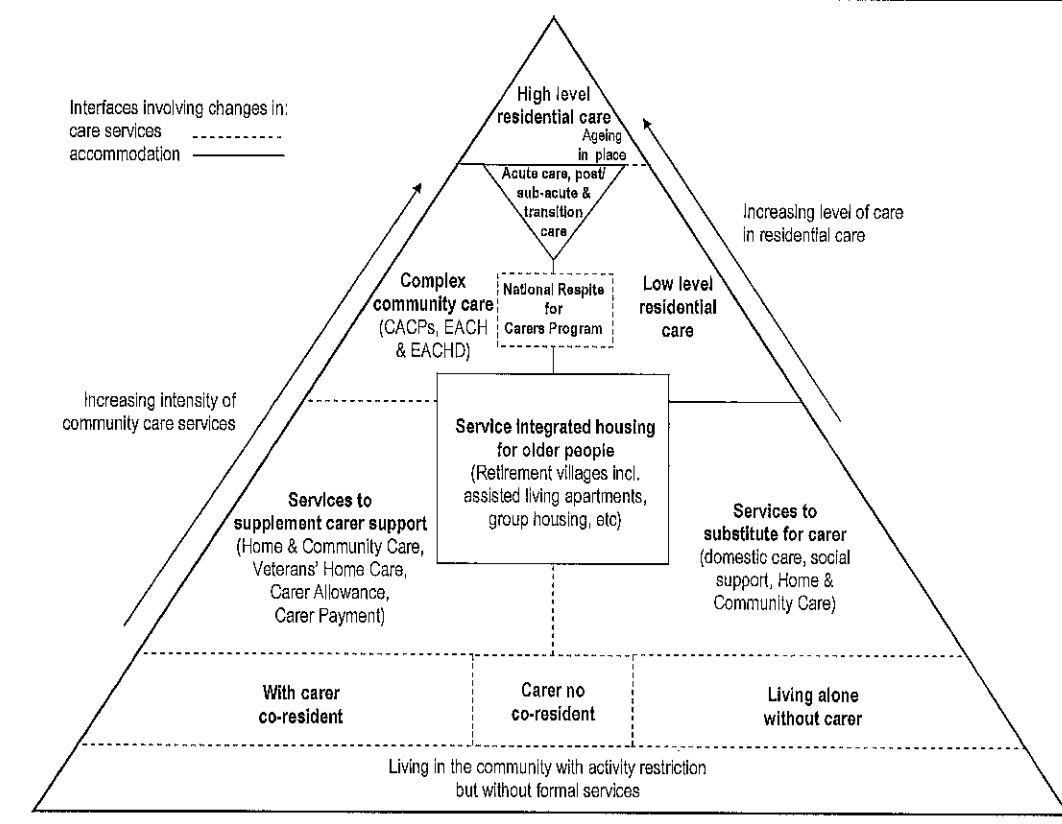 High level
residential care
Ageing
in place
Interfaces involving changes in:
care services
accommodation
Acute care, post/
sub-acute &
transition
care
Increasing level of care
in residential care
Complex
community care
(CACPs, EACH
& EACHD)
National Respite
for
Carers Program
Low level
residential
care
Increasing intensity of
community care services
Service integrated housing
for older people
(Retirement villages incl.
assisted living apartments,
group housing, etc)
Services to
supplement carer support
(Home & Community Care,
Veterans' Home Care,
Carer Allowance,
Carer Payment)
Services to
substitute for carer
(domestic care, social
support, Home &
Community Care)
With carer
co-resident
Carer no
co-resident
Living alone
without carer
Living in the community with activity restriction
but without formal services